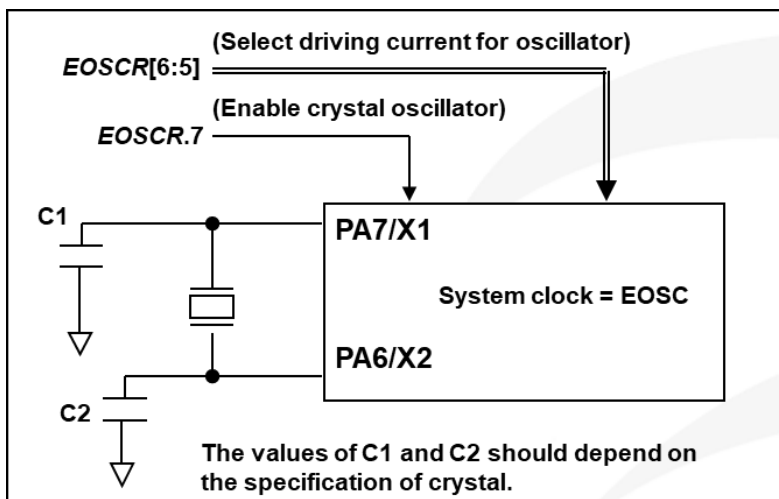 (Select driving current for oscillator)
EOSCR[6:5]
(Enable crystal oscillator)
EOSCR.7
C1
PA7/X1
System clock = EOSC
PA6/X2
C2
The values of C1 and C2 should depend on
the specification of crystal.